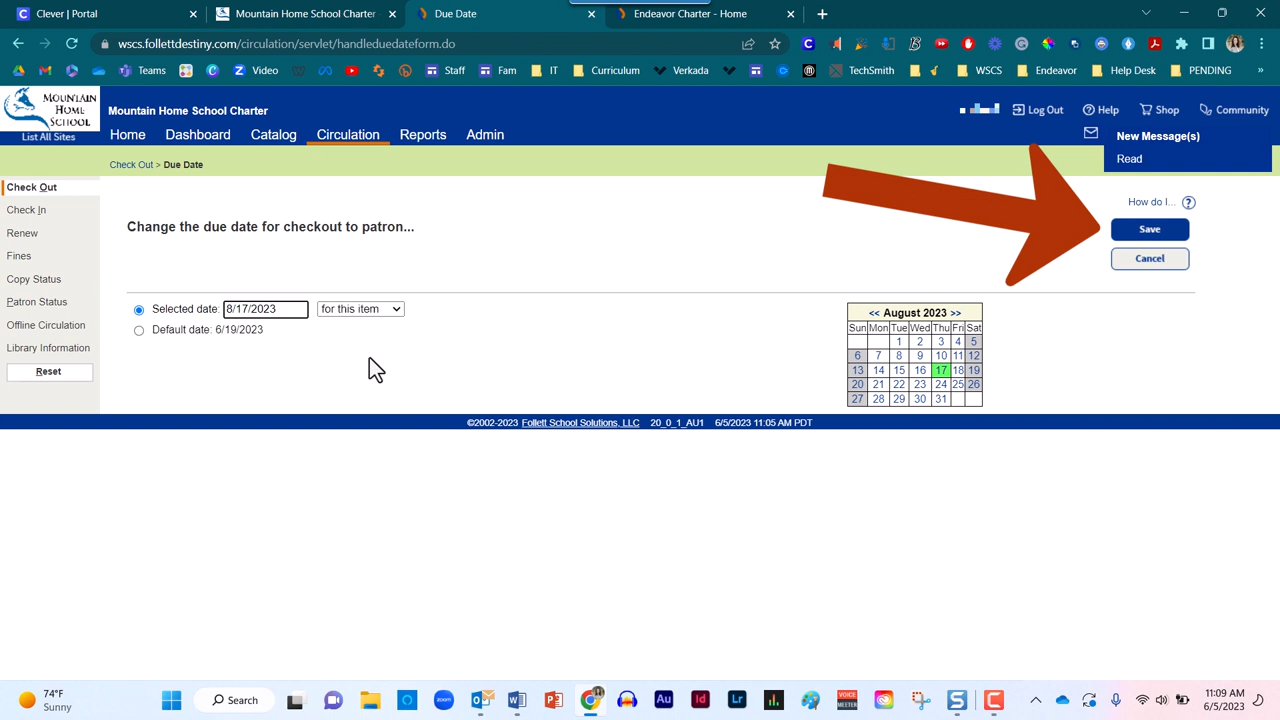 Clever | Portal
Mountain Home School Charter
Due Date
Endeavor Charter - Home
wscs.follettdestiny.com/circulation/servlet/handleduedateform.do
Teams
Video
Staff
Fam
IT
Curriculum
Verkada
TechSmith
WSCS
Endeavor
Help Desk
PENDING
»
MOUNTAIN
HOME
SCHOOL
List All Sites
Mountain Home School Charter
Log Out
Help
Shop
Community
Home
Dashboard
Catalog
Circulation
Reports
Admin
New Message(s)
Read
Check Out > Due Date
Check Out
Check In
Renew
Fines
Copy Status
Patron Status
Offline Circulation
Library Information
Reset
How do I... ?
Change the due date for checkout to patron...
Save
Cancel
Selected date: 8/17/2023 for this item
Default date: 6/19/2023
<< August 2023 >>
Sun Mon Tue Wed Thu Fri Sat
1 2 3 4 5
6 7 8 9 10 11 12
13 14 15 16 17 18 19
20 21 22 23 24 25 26
27 28 29 30 31
©2002-2023 Follett School Solutions, LLC 20_0_1_AU1 6/5/2023 11:05 AM PDT
74°F
Sunny
Search
zoom
Au
Id
Lr
VOICE
MEETER
11:09 AM
6/5/2023